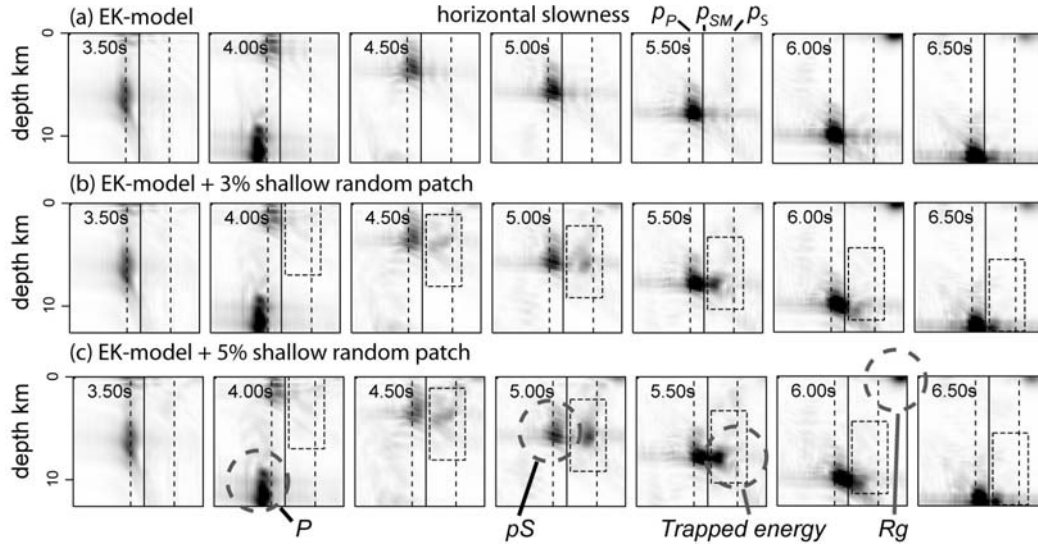 (a) EK-model horizontal slowness pP pSM pS
depth km 0 10 3.50s 4.00s 4.50s 5.00s 5.50s 6.00s 6.50s
(b) EK-model + 3% shallow random patch
depth km 0 10 3.50s 4.00s 4.50s 5.00s 5.50s 6.00s 6.50s
(c) EK-model + 5% shallow random patch
depth km 0 10 3.50s 4.00s 4.50s 5.00s 5.50s 6.00s 6.50s
P pS Trapped energy Rg